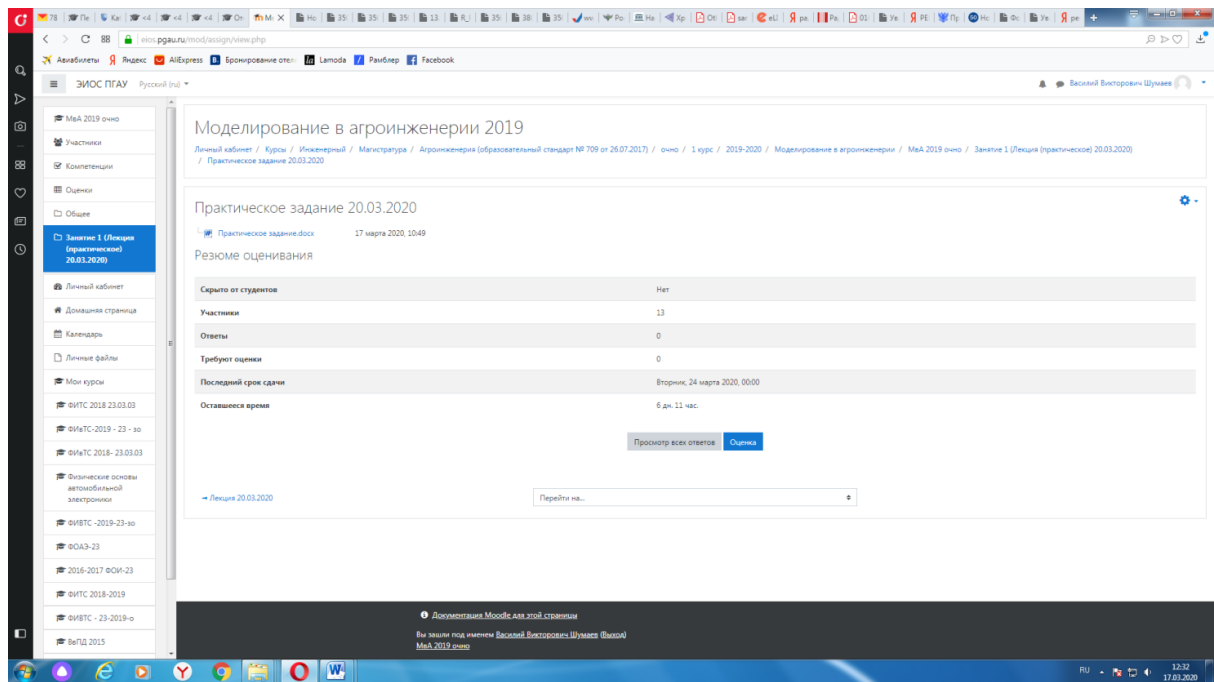 eios.pgau.ru/mod/assign/view.php
Авиабилеты Яндекс AliExpress Бронирование отел Lamoda Рамблер Facebook
ЭИОС ПГАУ Русский (ru)
Василий Викторович Шумаев
МвА 2019 очно
Участники
Компетенции
Оценки
Общее
Занятие 1 (Лекция
(практическое)
20.03.2020)
Личный кабинет
Домашняя страница
Календарь
Личные файлы
Мои курсы
ФИТС 2018 23.03.03
ФИвТС-2019 - 23 - зо
ФИвТС 2018- 23.03.03
Физические основы
автомобильной
электроники
ФИВТС -2019-23-зо
ФОАЭ-23
2016-2017 ФОИ-23
ФИТС 2018-2019
ФИВТС - 23-2019-о
ВеПД 2015
Моделирование в агроинженерии 2019
Личный кабинет / Курсы / Инженерный / Магистратура / Агроинженерия (образовательный стандарт № 709 от 26.07.2017) / очно / 1 курс / 2019-2020 / Моделирование в агроинженерии / МвА 2019 очно / Занятие 1 (Лекция (практическое) 20.03.2020)
/ Практическое задание 20.03.2020
Практическое задание 20.03.2020
Практическое задание.docx 17 марта 2020, 10:49
Резюме оценивания
Скрыто от студентов Нет
Участники 13
Ответы 0
Требуют оценки 0
Последний срок сдачи Вторник, 24 марта 2020, 00:00
Оставшееся время 6 дн. 11 час.
Просмотр всех ответов Оценка
Лекция 20.03.2020 Перейти на...
Документация Moodle для этой страницы
Вы зашли под именем Василий Викторович Шумаев (Выход)
МвА 2019 очно
RU 12:32
17.03.2020